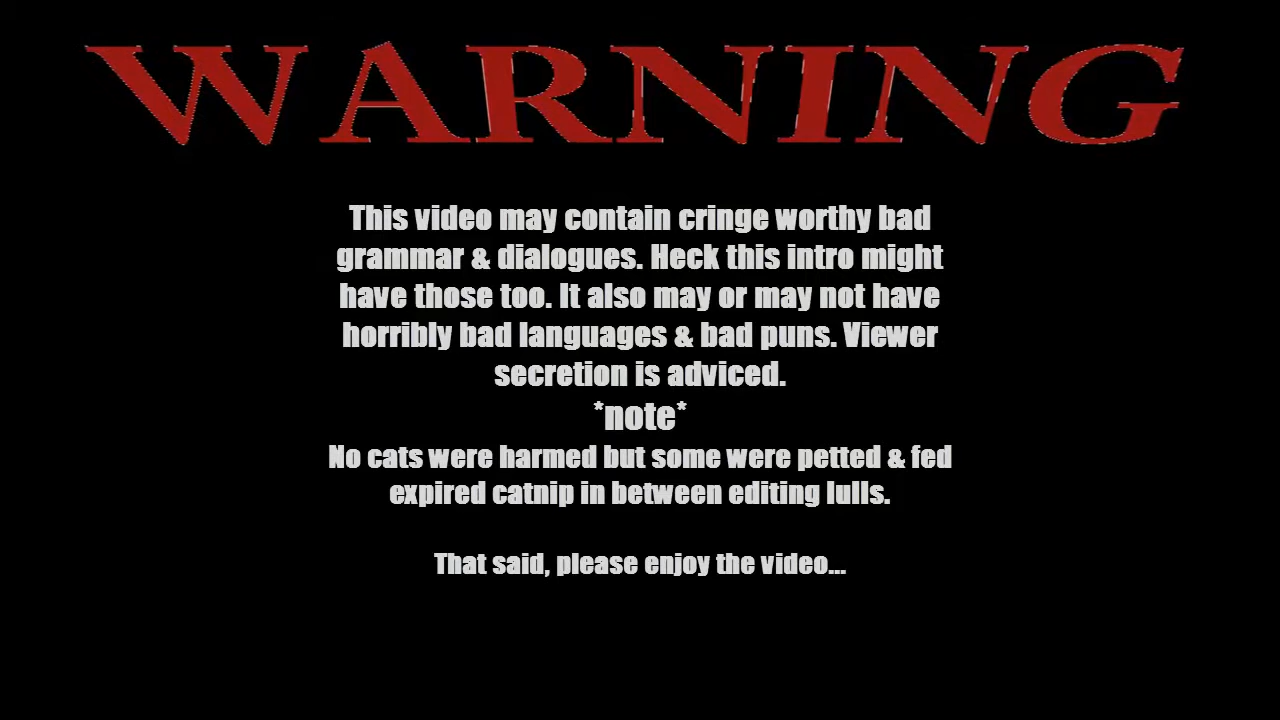 WARNING
This video may contain cringe worthy bad
grammar & dialogues. Heck this intro might
have those too. It also may or may not have
horribly bad languages & bad puns. Viewer
secretion is adviced.
*note*
No cats were harmed but some were petted & fed
expired catnip in between editing lulls.
That said, please enjoy the video...